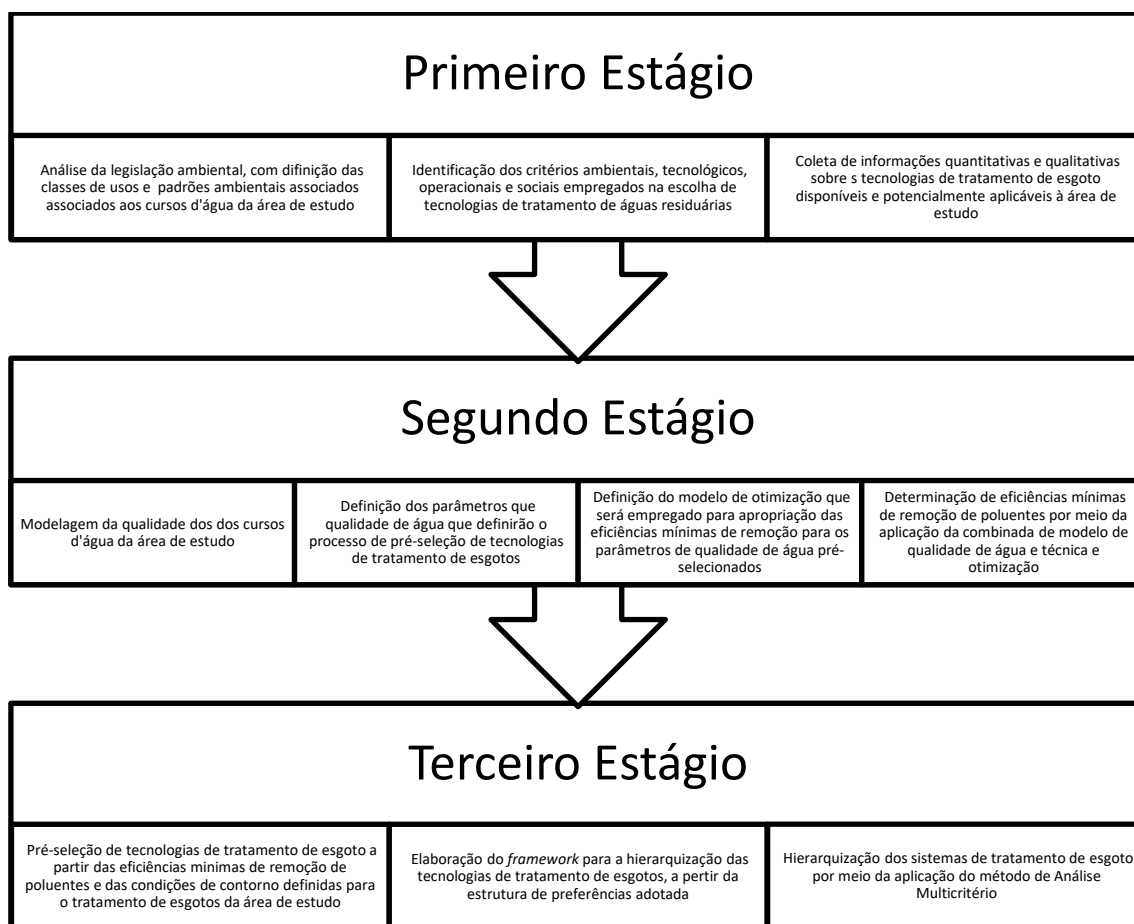 Primeiro Estágio
Análise da legislação ambiental, com difinição das
classes de usos e padrões ambientais associados
associados aos cursos d'água da área de estudo
Identificação dos critérios ambientais, tecnológicos,
operacionais e sociais empregados na escolha de
tecnologias de tratamento de águas residuárias
Coleta de informações quantitativas e qualitativas
sobre s tecnologias de tratamento de esgoto
disponíveis e potencialmente aplicáveis à área de
estudo
Segundo Estágio
Modelagem da qualidade dos dos cursos
d'água da área de estudo
Definição dos parâmetros que
qualidade de água que definirão o
processo de pré-seleção de tecnologias
de tratamento de esgotos
Definição do modelo de otimização que
será empregado para apropriação das
eficiências mínimas de remoção para os
parâmetros de qualidade de água pré-
selecionados
Determinação de eficiências mínimas
de remoção de poluentes por meio da
aplicação da combinada de modelo de
qualidade de água e técnica e
otimização
Terceiro Estágio
Pré-seleção de tecnologias de tratamento de esgoto a
partir das eficiências minimas de remoção de
poluentes e das condições de contorno definidas para
o tratamento de esgotos da área de estudo
Elaboração do framework para a hierarquização das
tecnologias de tratamento de esgotos, a pertir da
estrutura de preferências adotada
Hierarquização dos sistemas de tratamento de esgoto
por meio da aplicação do método de Análise
Multicritério